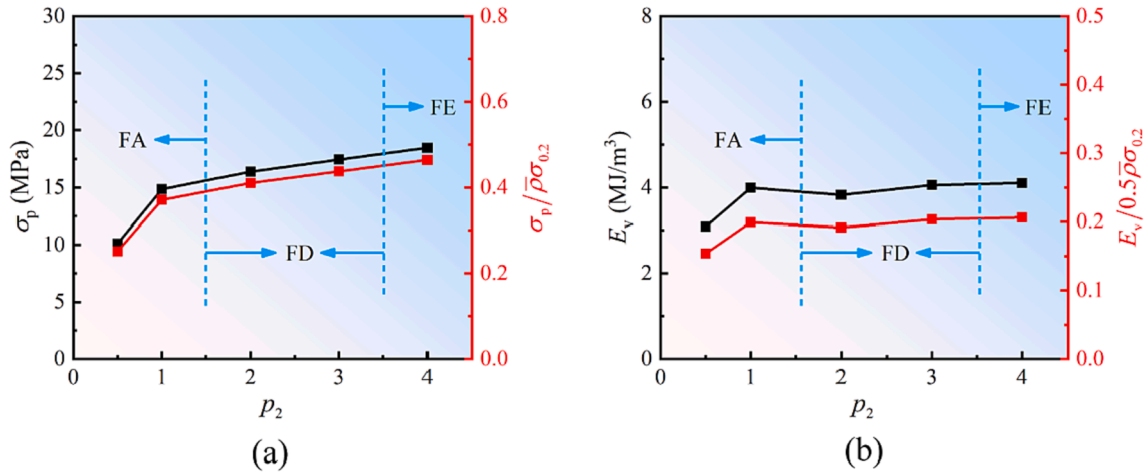 30
25
20
15
10
5
0
σp (MPa)
0.8
0.6
0.4
0.2
0.0
σp/ρ̅σ0.2
FA
FD
FE
0 1 2 3 4
p2
(a)
8
6
4
2
0
Ev (MJ/m³)
0.5
0.4
0.3
0.2
0.1
0.0
Ev/0.5ρ̅σ0.2
FA
FD
FE
0 1 2 3 4
p2
(b)